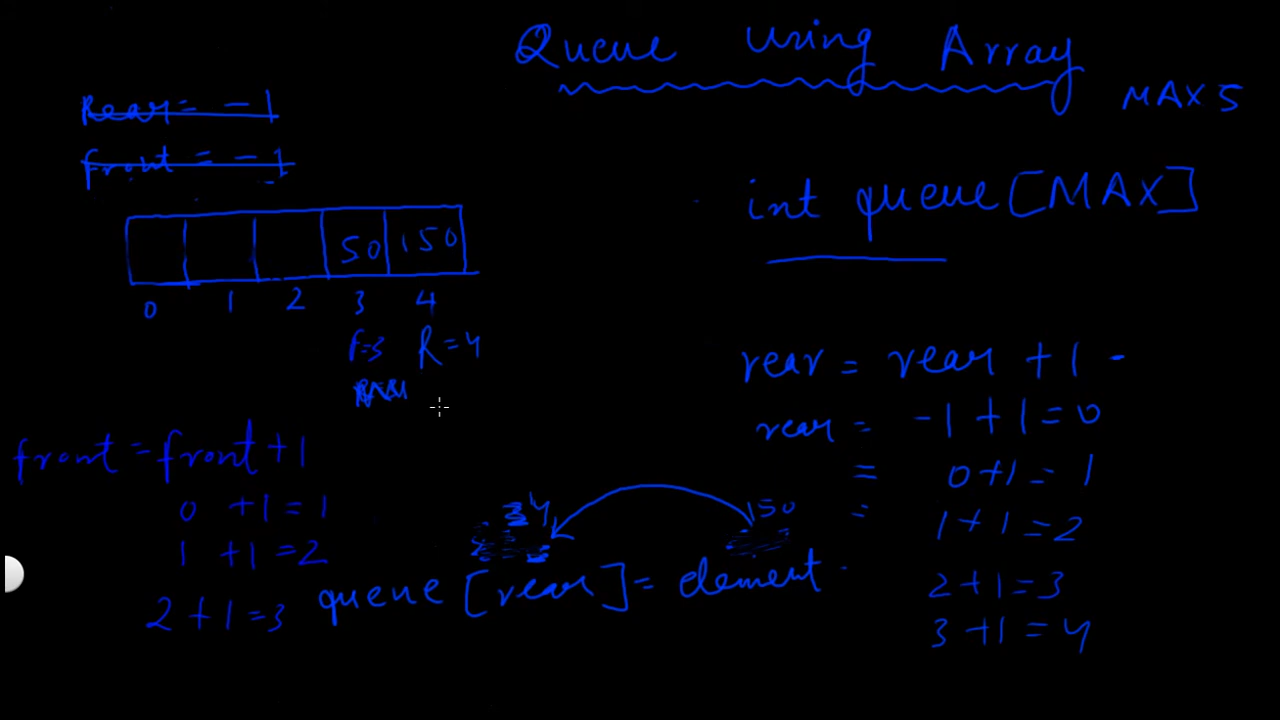 Queue using Array
MAX 5
Rear = -1
front = -1
int queue[MAX]
50 150
0 1 2 3 4
F=3 R=4
rear = rear + 1
rear = -1 + 1 = 0
= 0+1 = 1
= 1+1 = 2
2+1 = 3
3+1 = 4
front = front + 1
0 +1 = 1
1 +1 = 2
2+1 = 3
4 150
queue [rear] = element